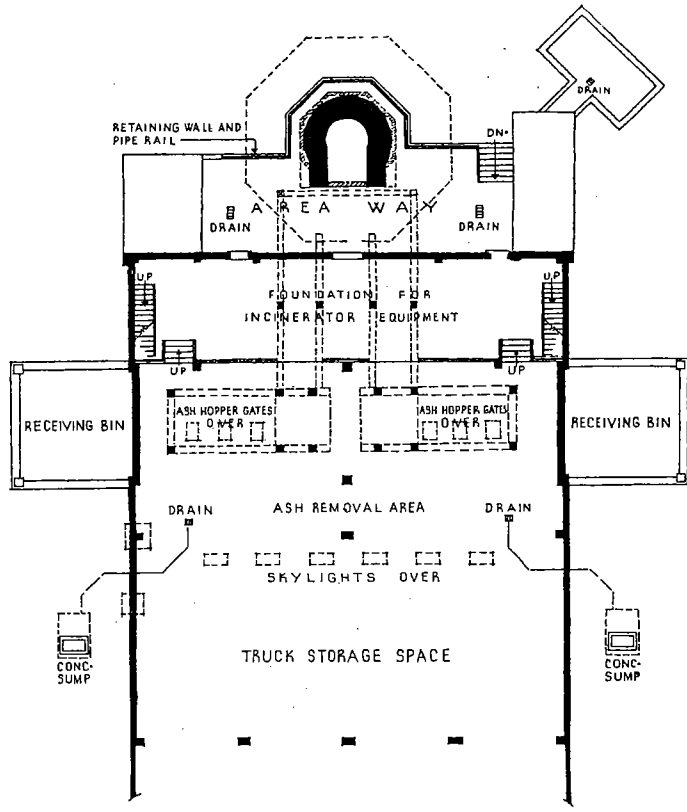 DRAIN
RETAINING WALL AND
PIPE RAIL
DN-
AREA WAY
DRAIN
DRAIN
UP
UP
FOUNDATION FOR
INCINERATOR EQUIPMENT
UP
UP
RECEIVING BIN
ASH HOPPER GATES
OVER
ASH HOPPER GATES
OVER
RECEIVING BIN
DRAIN
ASH REMOVAL AREA
DRAIN
SKYLIGHTS OVER
TRUCK STORAGE SPACE
CONC-
SUMP
CONC-
SUMP